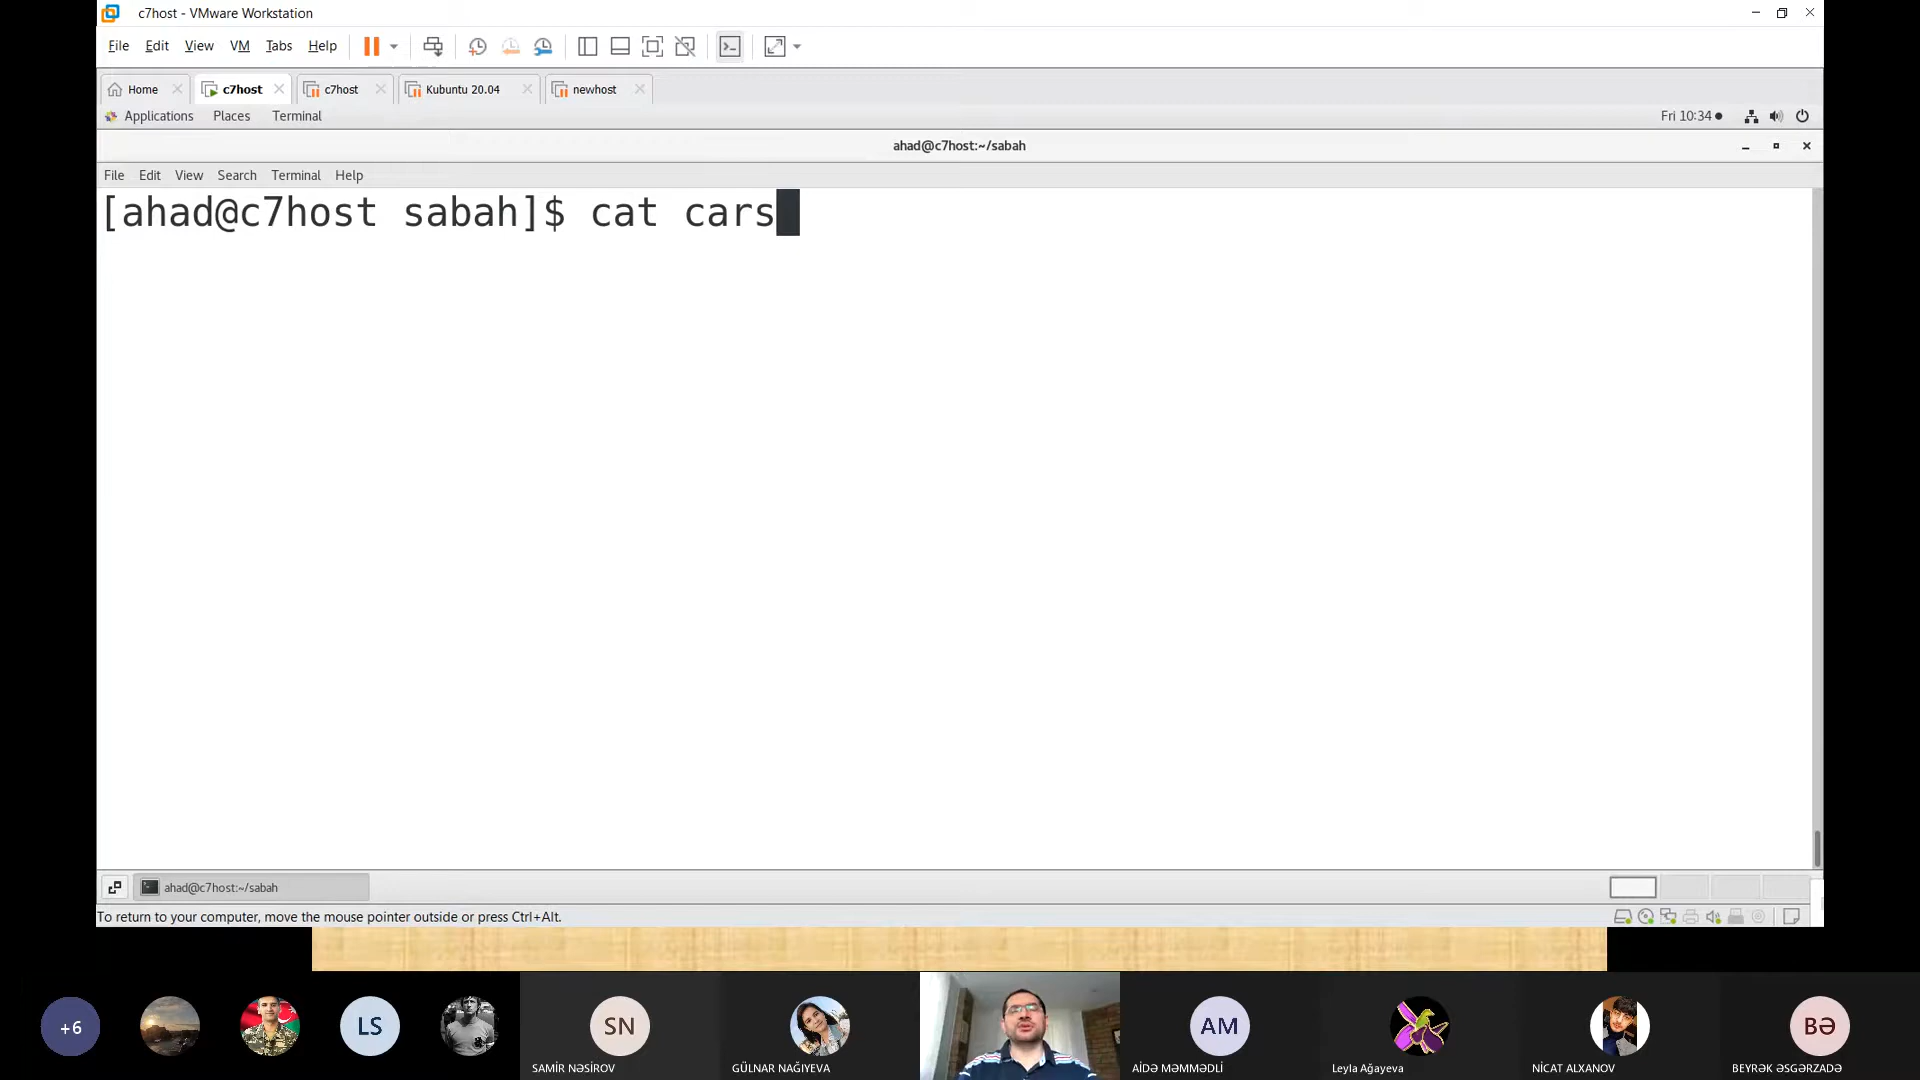 c7host - VMware Workstation
File Edit View VM Tabs Help
Home c7host c7host Kubuntu 20.04 newhost
Applications Places Terminal Fri 10:34
ahad@c7host:~/sabah
File Edit View Search Terminal Help
[ahad@c7host sabah]$ cat cars
ahad@c7host:~/sabah
To return to your computer, move the mouse pointer outside or press Ctrl+Alt.
+6 LS SN AM BƏ
SAMİR NƏSİROV GÜLNAR NAĞIYEVA AİDƏ MƏMMƏDLİ Leyla Ağayeva NİCAT ALXANOV BEYRƏK ƏSGƏRZADƏ